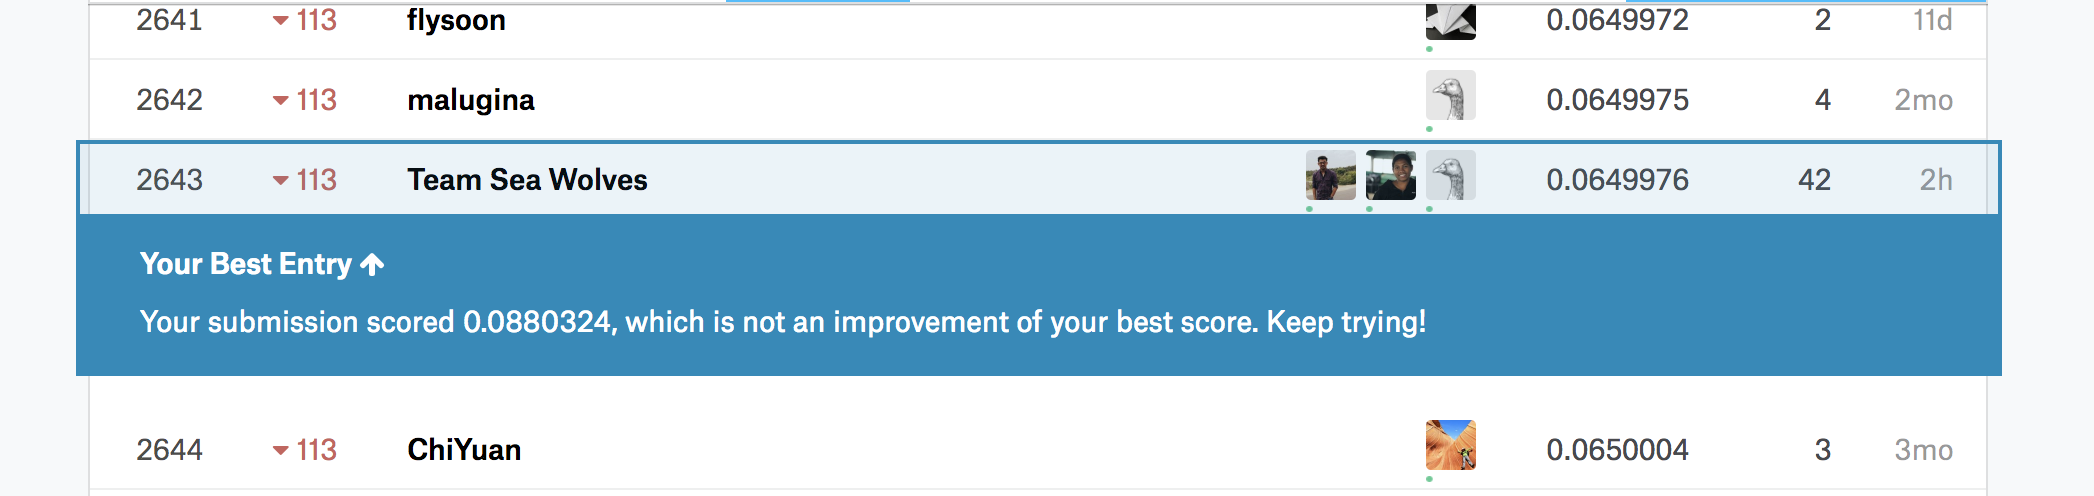 2641 113 flysoon 0.0649972 2 11d
2642 113 malugina 0.0649975 4 2mo
2643 113 Team Sea Wolves 0.0649976 42 2h
Your Best Entry
Your submission scored 0.0880324, which is not an improvement of your best score. Keep trying!
2644 113 ChiYuan 0.0650004 3 3mo